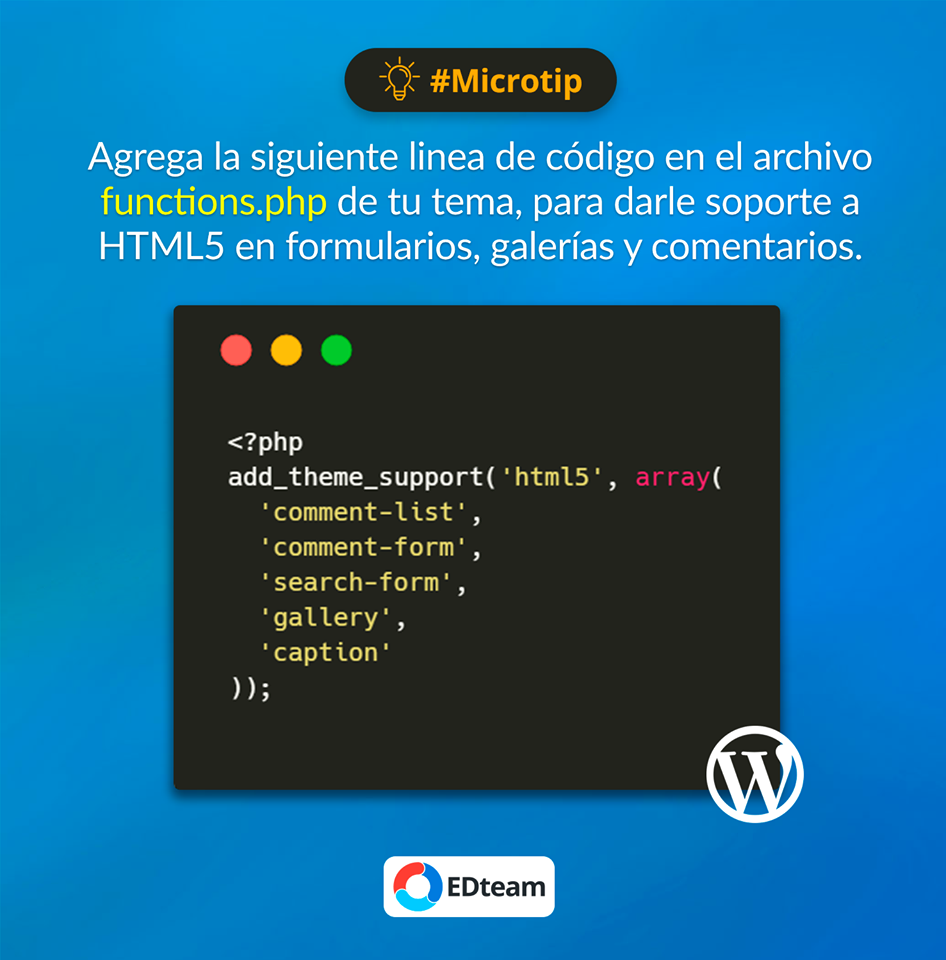 #Microtip
Agrega la siguiente linea de código en el archivo
functions.php de tu tema, para darle soporte a
HTML5 en formularios, galerías y comentarios.
<?php
add_theme_support('html5', array(
  'comment-list',
  'comment-form',
  'search-form',
  'gallery',
  'caption'
));
W
EDteam